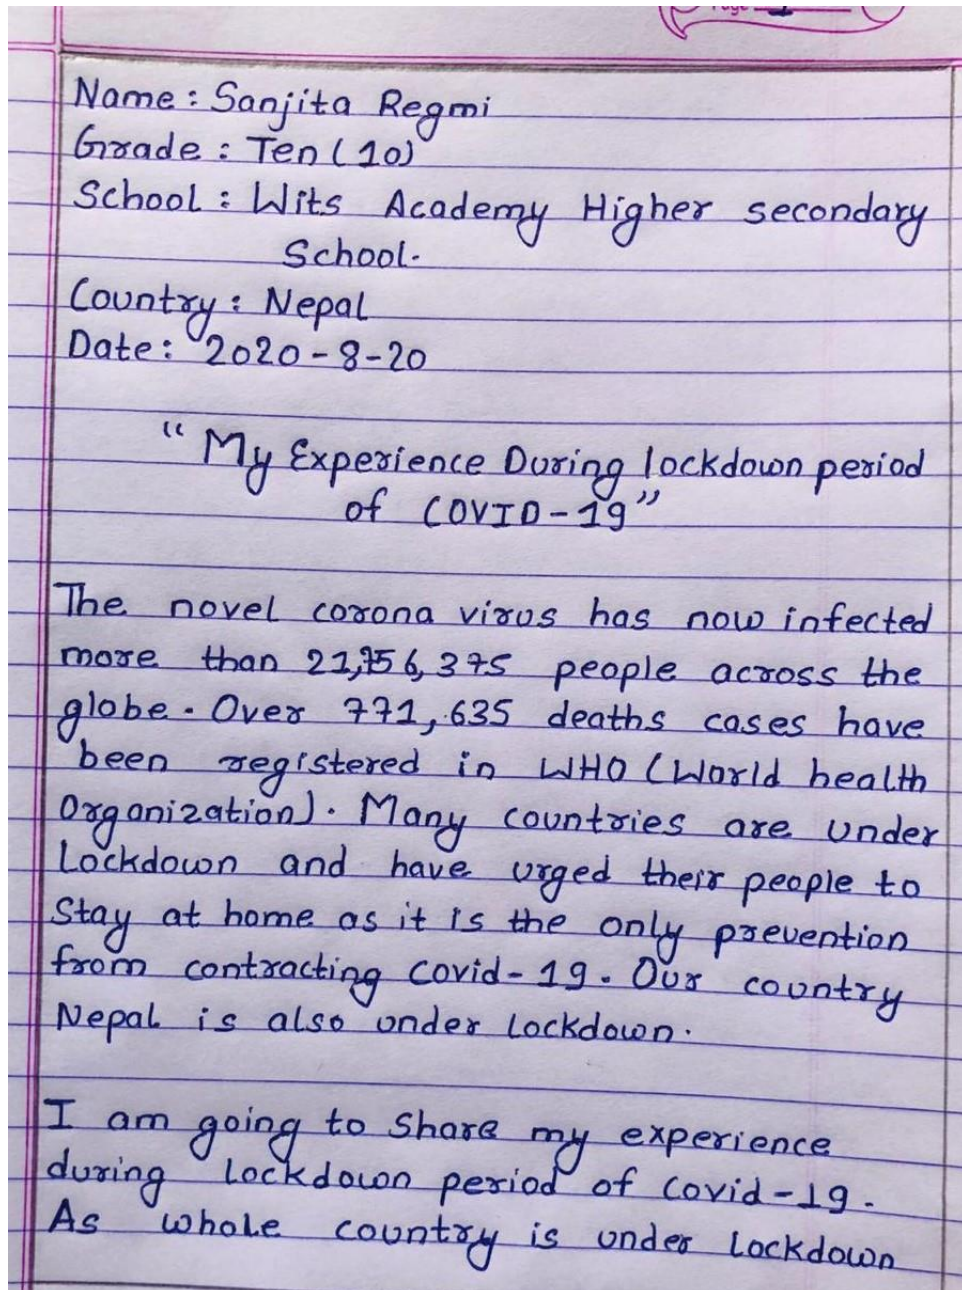 Page
Name : Sanjita Regmi
Grade : Ten (10)
School : Wits Academy Higher secondary
School.
Country : Nepal
Date : 2020-8-20
"My Experience During lockdown period
of COVID-19"
The novel corona virus has now infected
more than 21,756,375 people across the
globe. Over 771,635 deaths cases have
been registered in WHO (World health
Organization). Many countries are under
Lockdown and have urged their people to
Stay at home as it is the only prevention
from contracting Covid-19. Our country
Nepal is also under lockdown.
I am going to Share my experience
during lockdown period of Covid-19.
As whole country is under lockdown